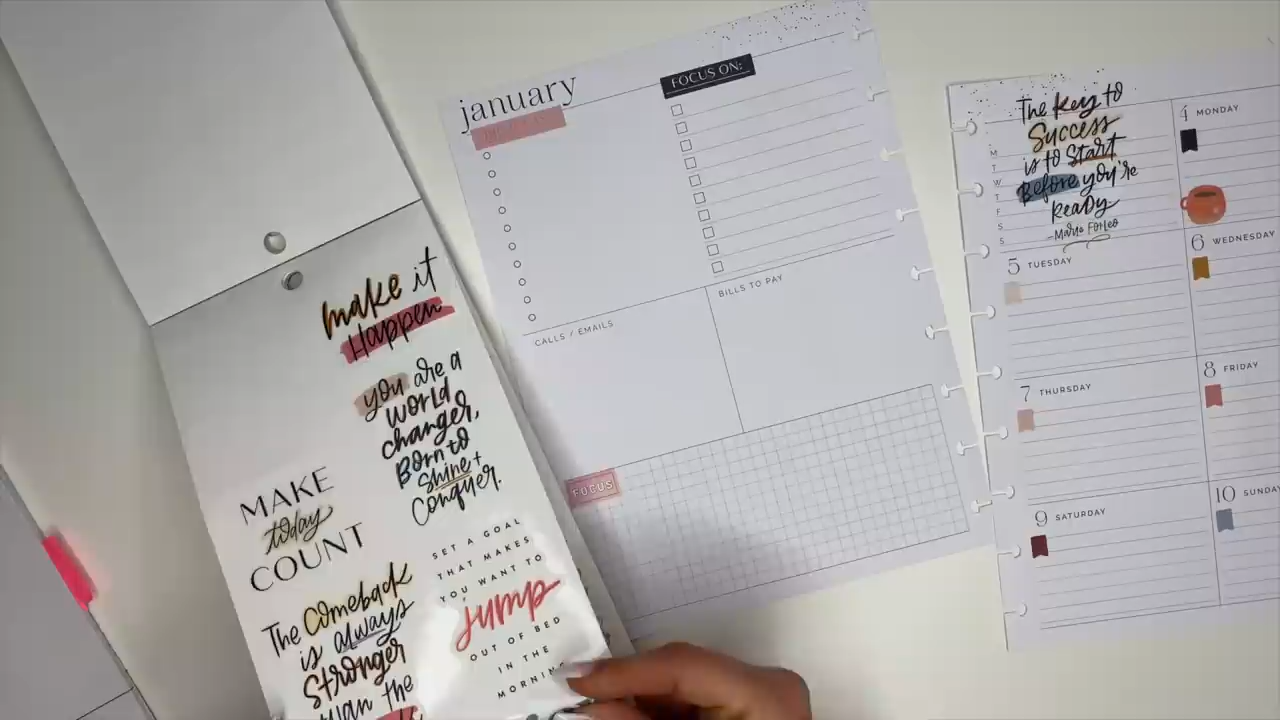 make it
Happen
you are a
world
changer,
Born to
Shine +
Conquer.
MAKE
today
COUNT
The Comeback
is always
Stronger
than the
SET A GOAL
THAT MAKES
YOU WANT TO
jump
OUT OF BED
IN THE
MORNING
january
FOCUS ON:
CALLS / EMAILS
BILLS TO PAY
FOCUS
The key to
Success
is to Start
Before you're
Ready
-Marie Forleo
M
T
W
T
F
S
S
4 MONDAY
5 TUESDAY
6 WEDNESDAY
7 THURSDAY
8 FRIDAY
9 SATURDAY
10 SUNDAY